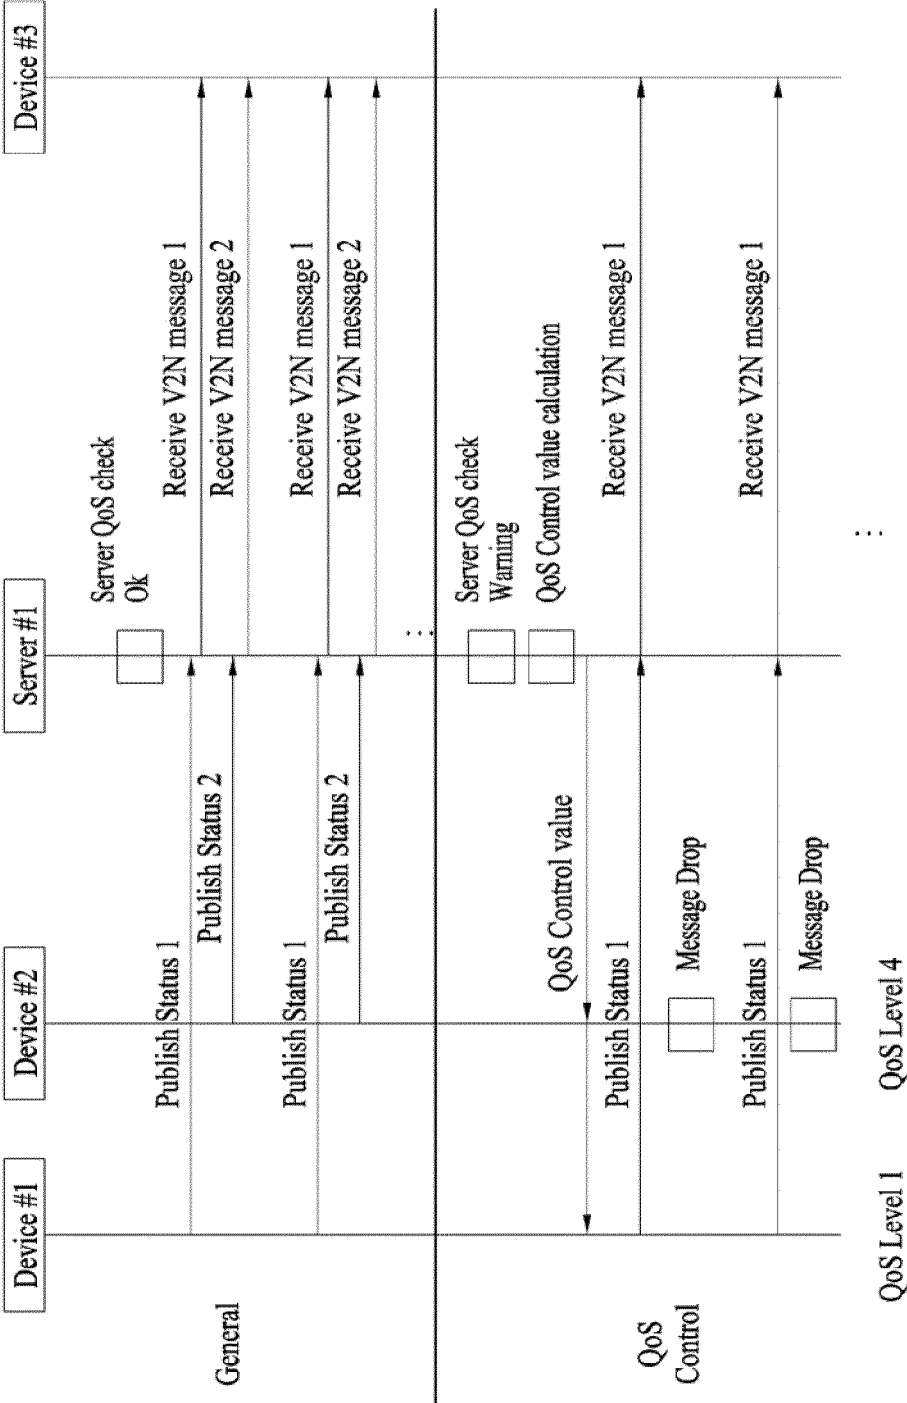 Device #1
Device #2
Server #1
Device #3
General
Server QoS check
Ok
Publish Status 1
Receive V2N message 1
Publish Status 2
Receive V2N message 2
Publish Status 1
Receive V2N message 1
Publish Status 2
Receive V2N message 2
...
QoS
Control
Server QoS check
Warning
QoS Control value calculation
QoS Control value
Publish Status 1
Receive V2N message 1
Message Drop
Publish Status 1
Receive V2N message 1
Message Drop
...
QoS Level 1
QoS Level 4